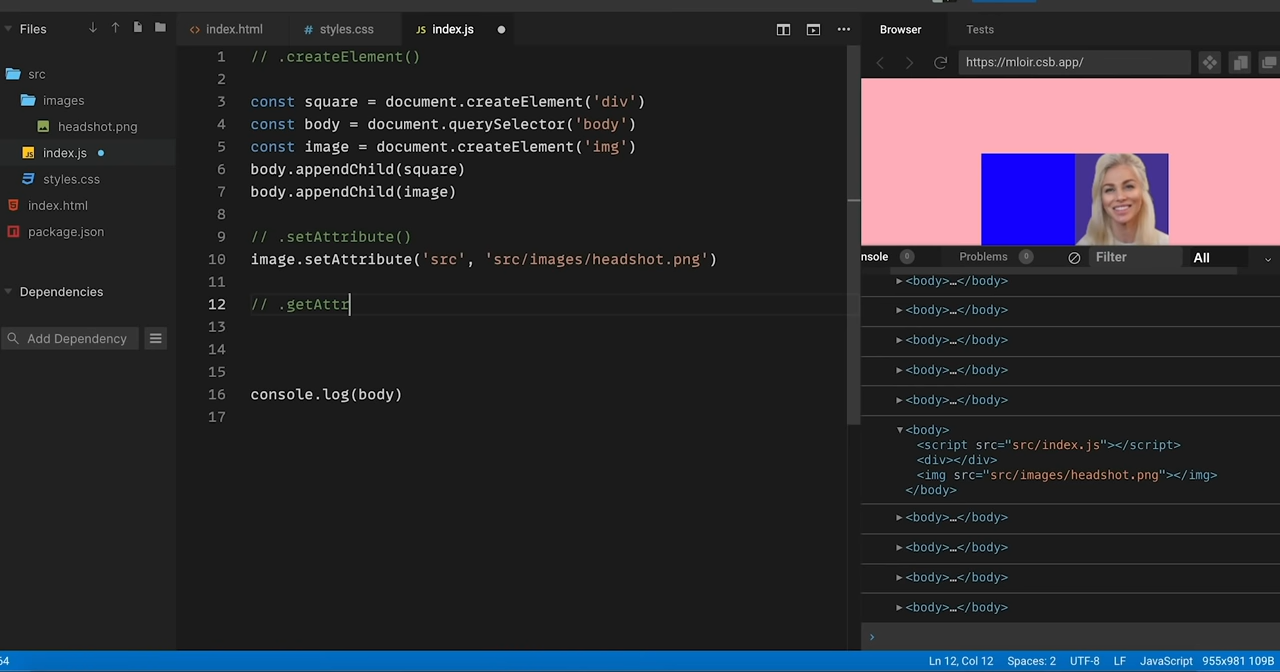 Files
index.html
# styles.css
JS index.js
Browser
Tests
https://mloir.csb.app/
src
images
headshot.png
index.js
styles.css
index.html
package.json
Dependencies
Add Dependency
1 // .createElement()
2
3 const square = document.createElement('div')
4 const body = document.querySelector('body')
5 const image = document.createElement('img')
6 body.appendChild(square)
7 body.appendChild(image)
8
9 // .setAttribute()
10 image.setAttribute('src', 'src/images/headshot.png')
11
12 // .getAttr
13
14
15
16 console.log(body)
17
nsole 0 Problems 0 Filter All
▸<body>…</body>
▸<body>…</body>
▸<body>…</body>
▸<body>…</body>
▸<body>…</body>
▾<body>
<script src="src/index.js"></script>
<div></div>
<img src="src/images/headshot.png"></img>
</body>
▸<body>…</body>
▸<body>…</body>
▸<body>…</body>
▸<body>…</body>
›
64
Ln 12, Col 12 Spaces: 2 UTF-8 LF JavaScript 955x981 109B